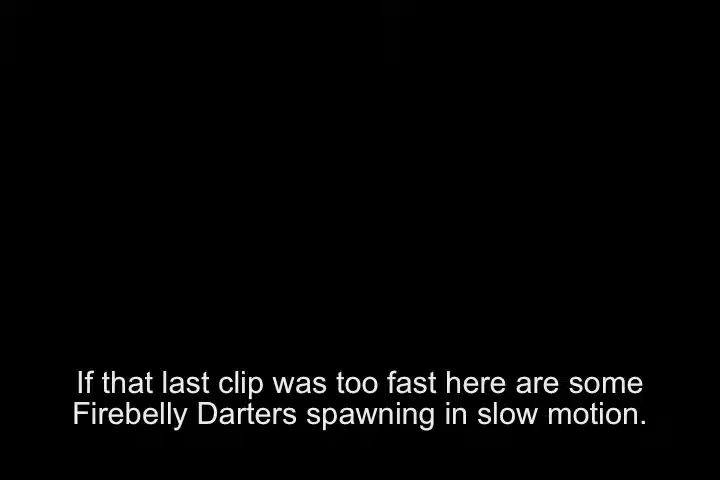 If that last clip was too fast here are some
Firebelly Darters spawning in slow motion.